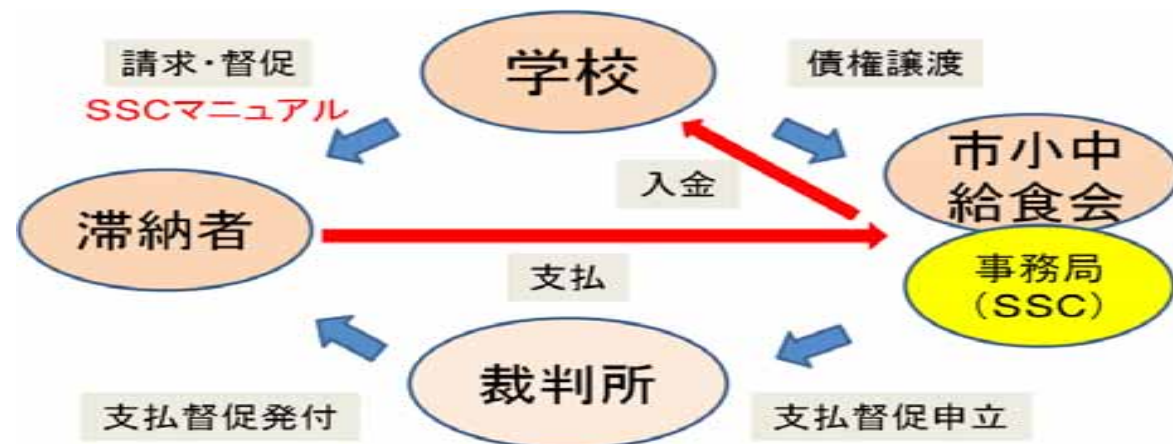 請求・督促
SSCマニュアル
学校
債権譲渡
市小中
給食会
入金
滞納者
支払
事務局
（SSC）
裁判所
支払督促発付
支払督促申立